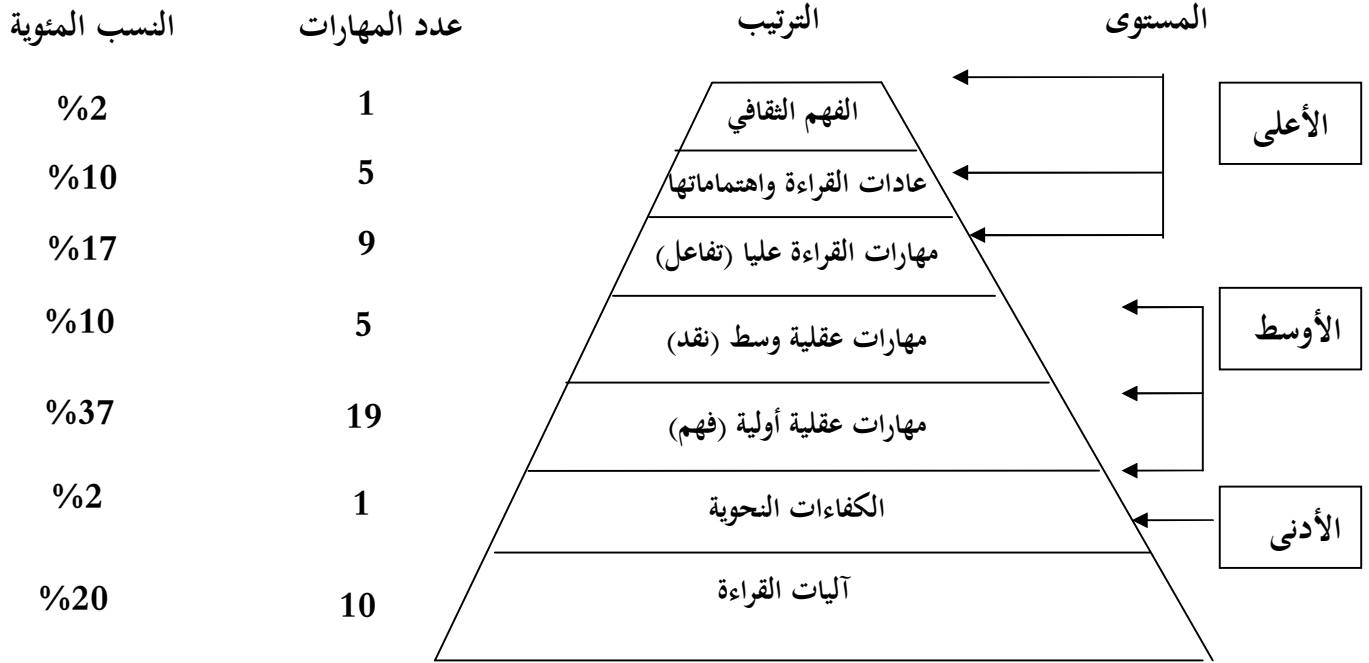 المستوى الترتيب عدد المهارات النسب المئوية
الأعلى الفهم الثقافي 1 %2
عادات القراءة واهتماماتها 5 %10
مهارات القراءة عليا (تفاعل) 9 %17
الأوسط مهارات عقلية وسط (نقد) 5 %10
مهارات عقلية أولية (فهم) 19 %37
الأدنى الكفاءات النحوية 1 %2
آليات القراءة 10 %20